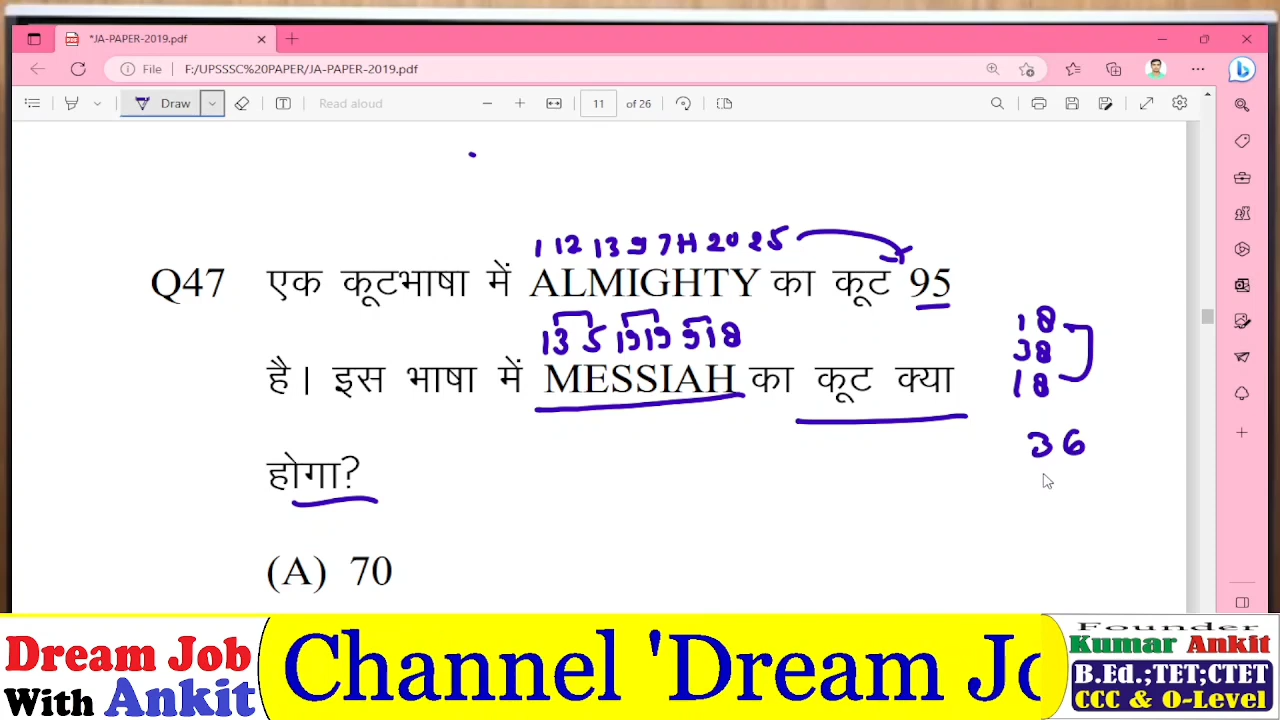 *JA-PAPER-2019.pdf
File F:/UPSSSC%20PAPER/JA-PAPER-2019.pdf
Draw Read aloud 11 of 26
1 12 13 9 7 H 20 25
Q47 एक कूटभाषा में ALMIGHTY का कूट 95
13 5 19 19 9 1 8
18
38
है। इस भाषा में MESSIAH का कूट क्या
18
36
होगा?
(A) 70
Dream Job
With Ankit
Channel 'Dream Jo
Founder
Kumar Ankit
B.Ed.;TET;CTET
CCC & O-Level